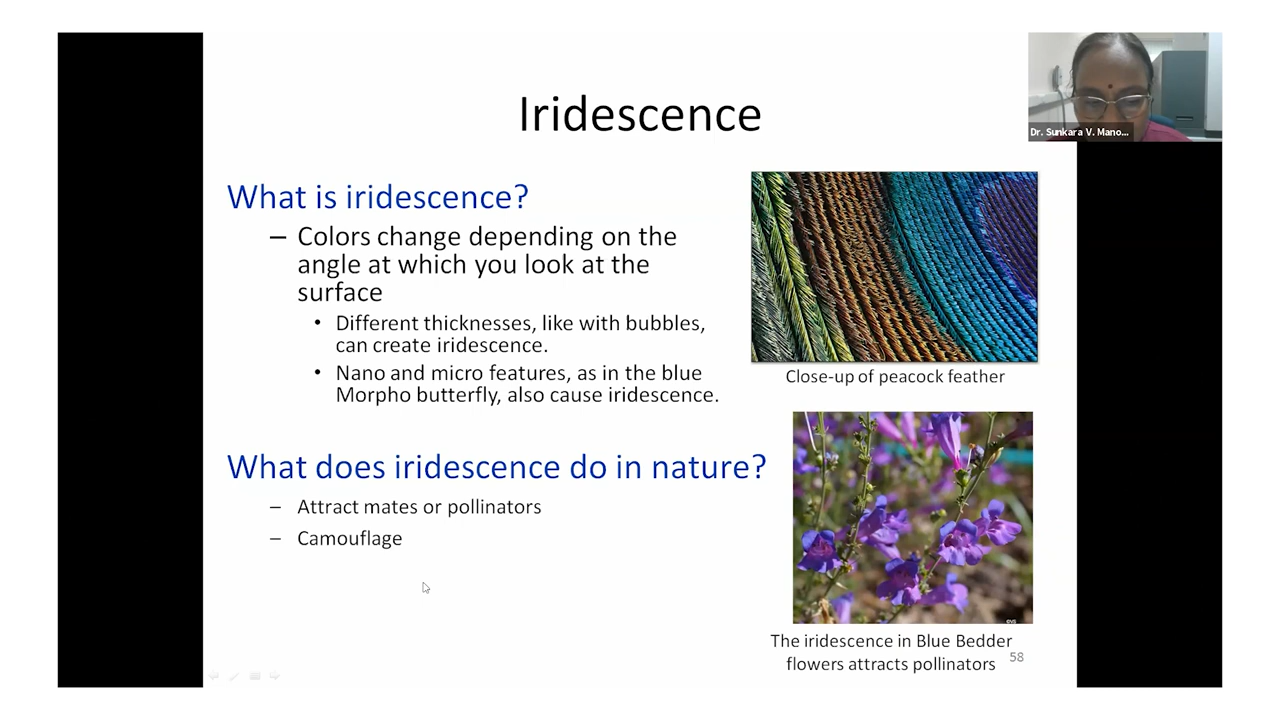 Iridescence
Dr. Sunkara V. Mano...
What is iridescence?
– Colors change depending on the
angle at which you look at the
surface
• Different thicknesses, like with bubbles,
can create iridescence.
• Nano and micro features, as in the blue
Morpho butterfly, also cause iridescence.
Close-up of peacock feather
What does iridescence do in nature?
– Attract mates or pollinators
– Camouflage
The iridescence in Blue Bedder
flowers attracts pollinators
58